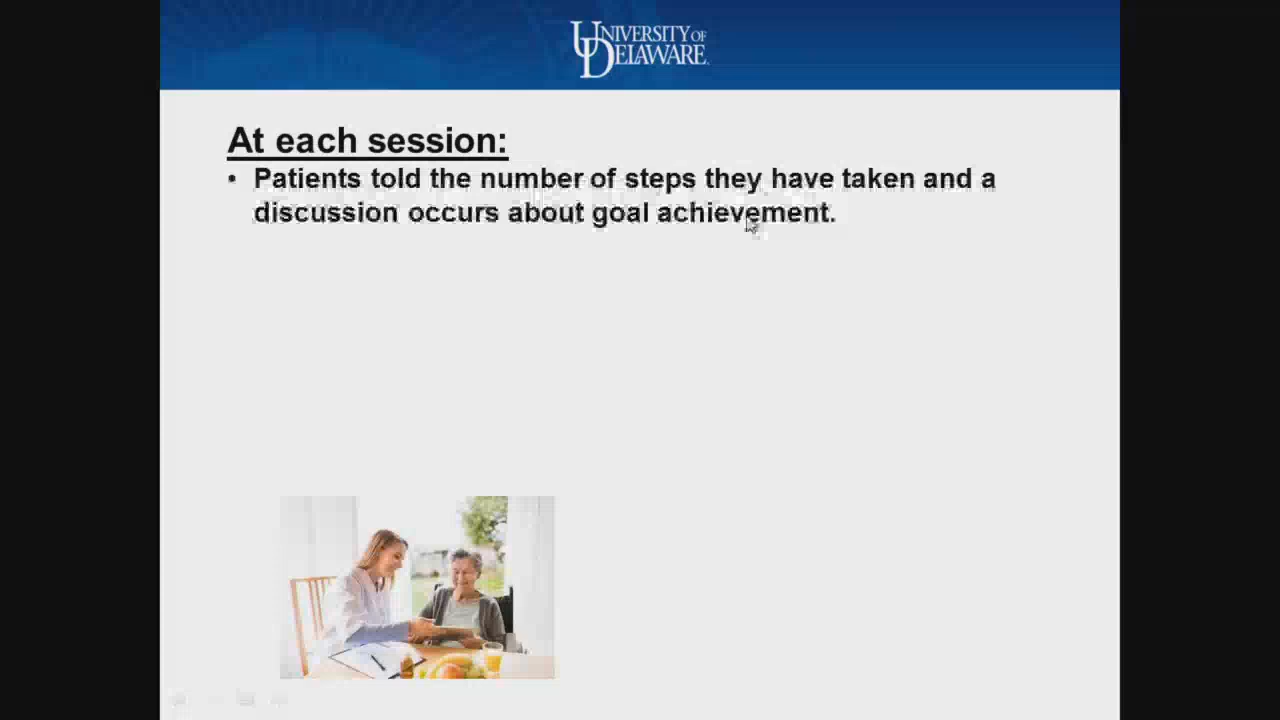 UNIVERSITY OF
DELAWARE
At each session:
• Patients told the number of steps they have taken and a
discussion occurs about goal achievement.